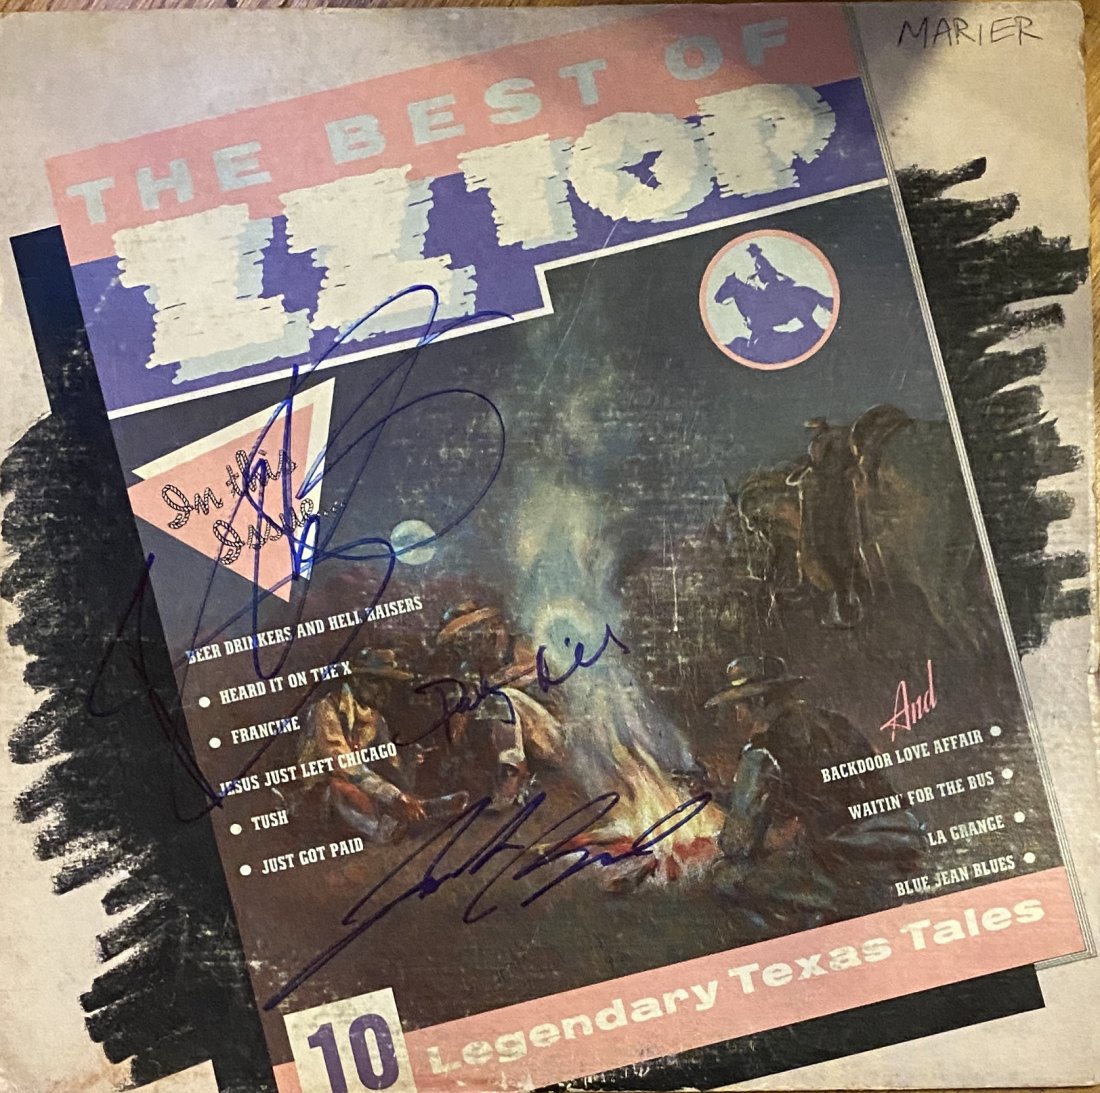 MARIER
THE BEST OF
ZZ TOP
In this
Issue...
BEER DRINKERS AND HELL RAISERS
• HEARD IT ON THE X
• FRANCINE
JESUS JUST LEFT CHICAGO
• TUSH
• JUST GOT PAID
Dusty Hill
And
BACKDOOR LOVE AFFAIR •
WAITIN' FOR THE BUS •
LA GRANGE •
BLUE JEAN BLUES •
10 Legendary Texas Tales